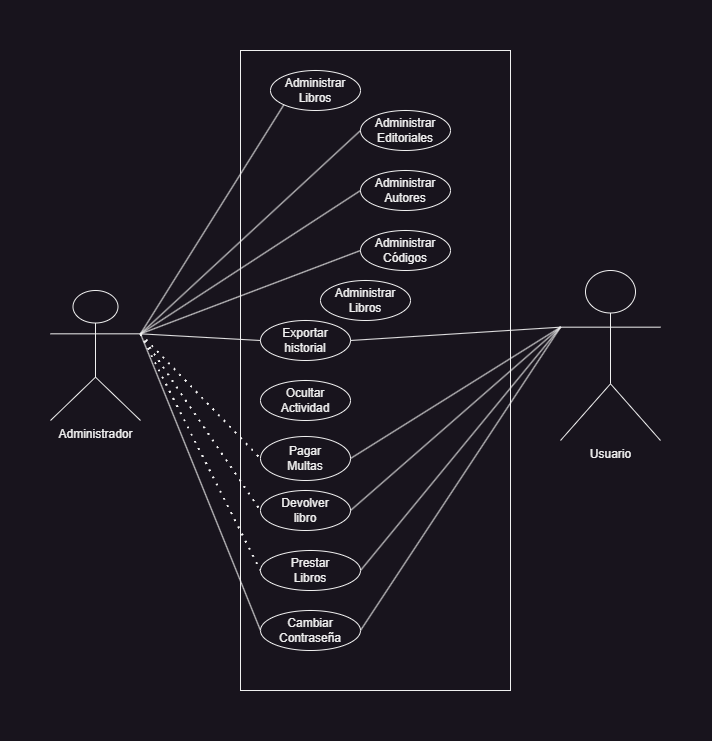 Administrar
Libros
Administrar
Editoriales
Administrar
Autores
Administrar
Códigos
Administrar
Libros
Exportar
historial
Ocultar
Actividad
Administrador
Pagar
Multas
Usuario
Devolver
libro
Prestar
Libros
Cambiar
Contraseña